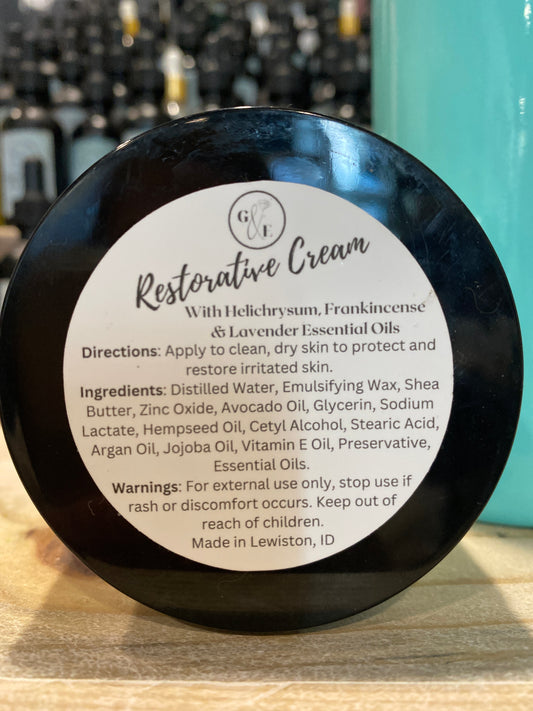 G & E
Restorative Cream
With Helichrysum, Frankincense
& Lavender Essential Oils
Directions: Apply to clean, dry skin to protect and
restore irritated skin.
Ingredients: Distilled Water, Emulsifying Wax, Shea
Butter, Zinc Oxide, Avocado Oil, Glycerin, Sodium
Lactate, Hempseed Oil, Cetyl Alcohol, Stearic Acid,
Argan Oil, Jojoba Oil, Vitamin E Oil, Preservative,
Essential Oils.
Warnings: For external use only, stop use if
rash or discomfort occurs. Keep out of
reach of children.
Made in Lewiston, ID